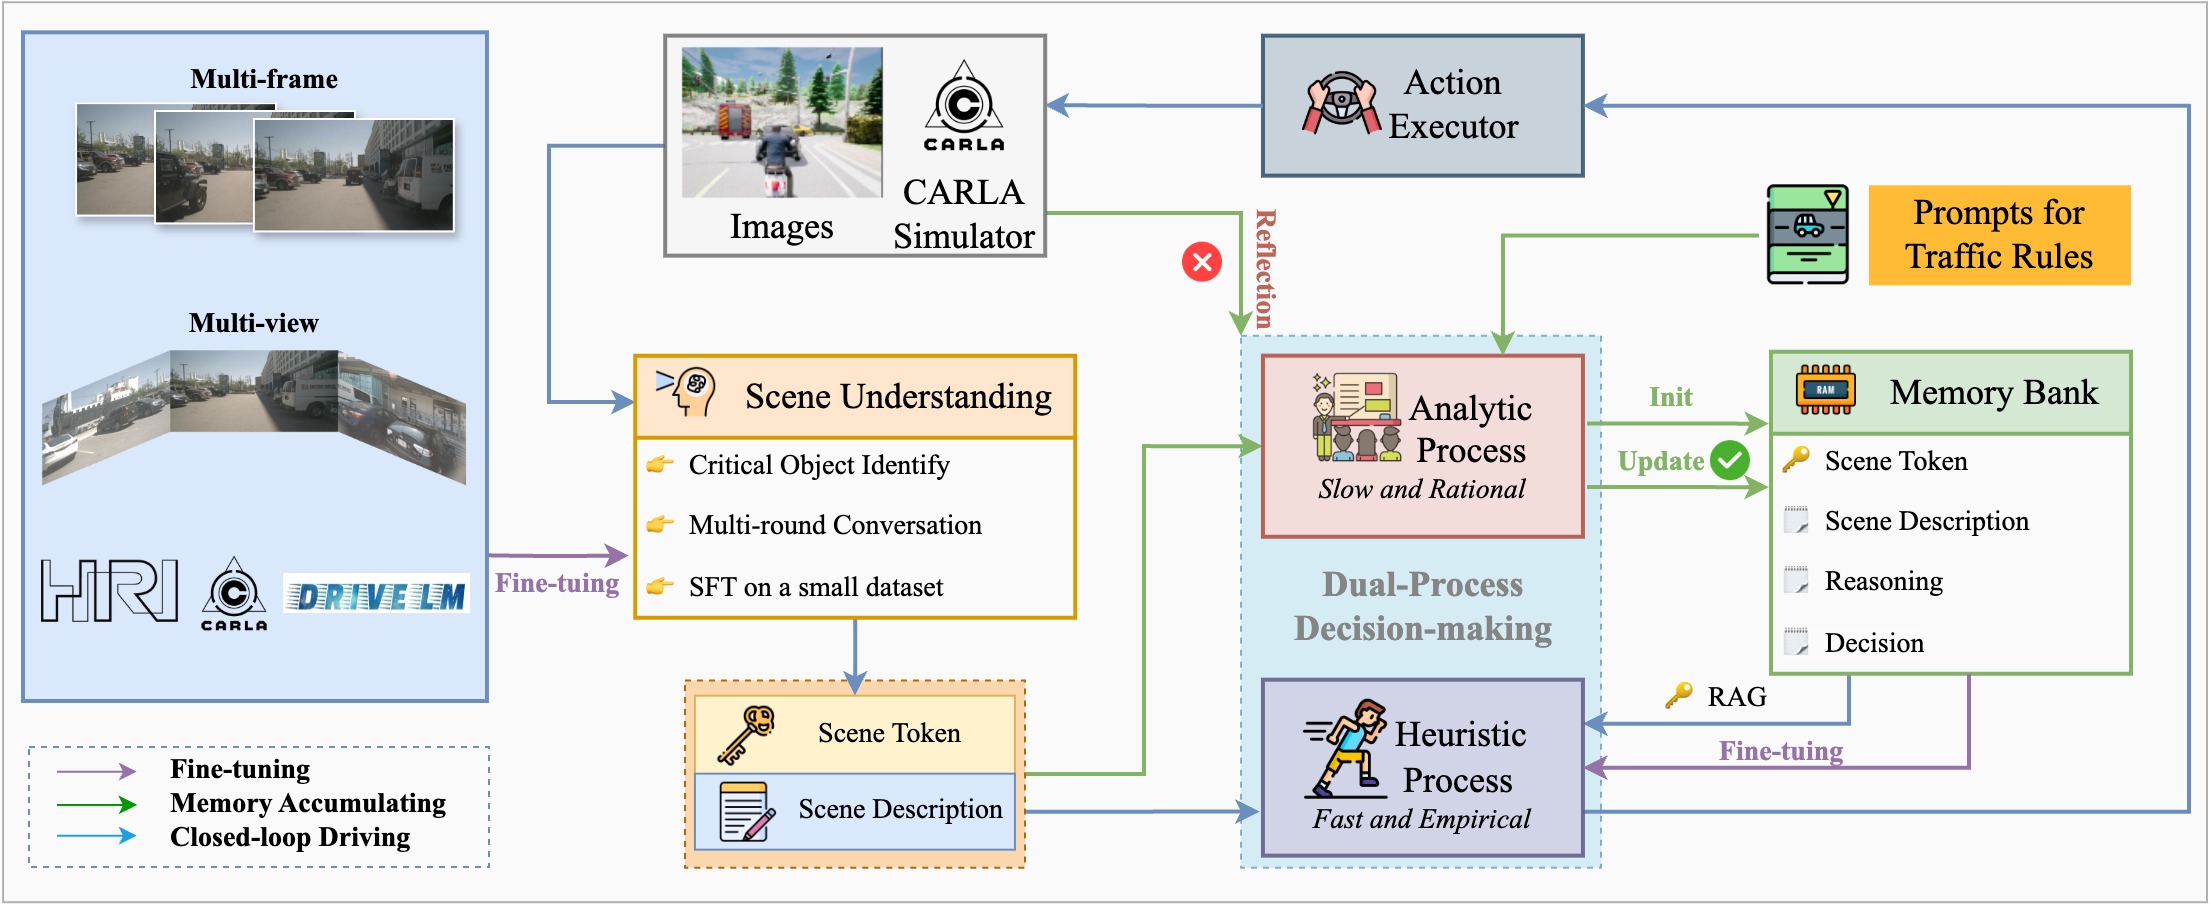 Multi-frame
Multi-view
HRI
CARLA
DRIVELM
Fine-tuning
Memory Accumulating
Closed-loop Driving
Fine-tuing
Images
CARLA
CARLA
Simulator
Action
Executor
Reflection
Prompts for
Traffic Rules
Scene Understanding
Critical Object Identify
Multi-round Conversation
SFT on a small dataset
Scene Token
Scene Description
Analytic
Process
Slow and Rational
Dual-Process
Decision-making
Heuristic
Process
Fast and Empirical
Init
Update
RAM
Memory Bank
Scene Token
Scene Description
Reasoning
Decision
RAG
Fine-tuing